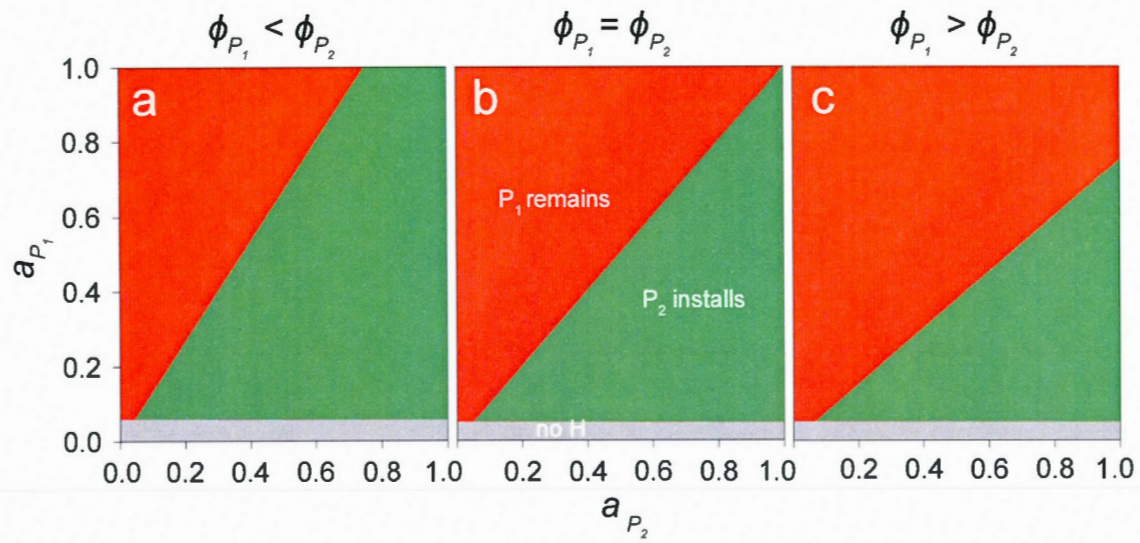 ϕP₁ < ϕP₂
ϕP₁ = ϕP₂
ϕP₁ > ϕP₂
a
b
c
1.0
0.8
0.6
0.4
0.2
0.0
aP₁
P₁ remains
P₂ installs
no H
0.0 0.2 0.4 0.6 0.8 1.0 0.2 0.4 0.6 0.8 1.0 0.2 0.4 0.6 0.8 1.0
aP₂